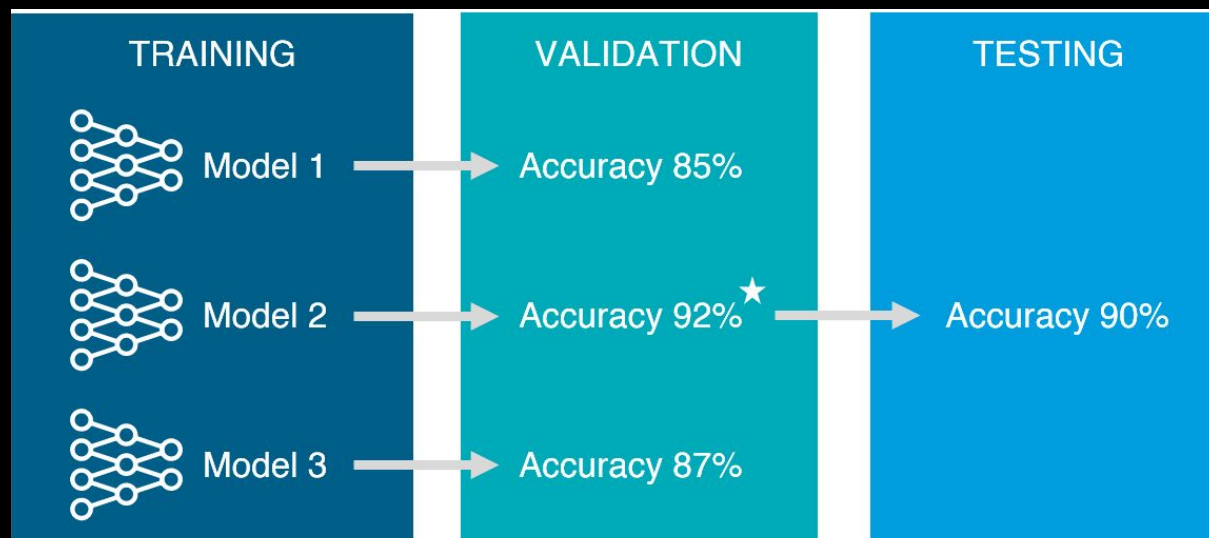 TRAINING
VALIDATION
TESTING
Model 1
Accuracy 85%
Model 2
Accuracy 92%
Accuracy 90%
Model 3
Accuracy 87%